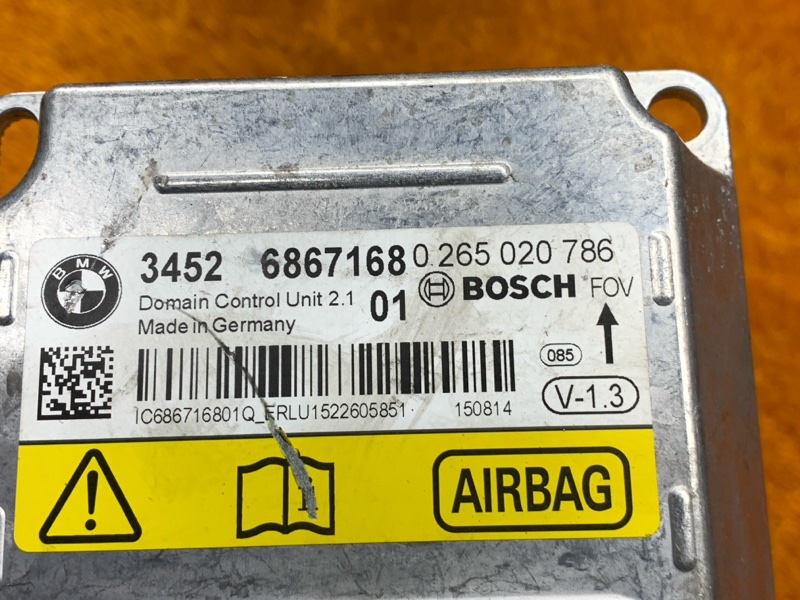 BMW
3452 6867168 0 265 020 786
Domain Control Unit 2.1 01 BOSCH FOV
Made in Germany
085
V-1.3
IC686716801Q_ERLU1522605851 150814
i
AIRBAG